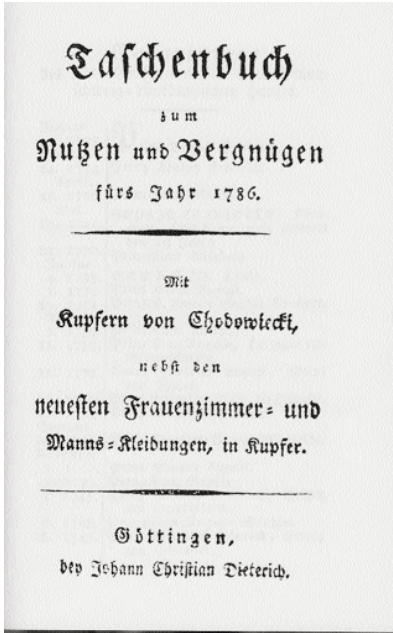 Taschenbuch
zum
Nutzen und Vergnügen
fürs Jahr 1786.
Mit
Kupfern von Chodowiecki,
nebst den
neuesten Frauenzimmer- und
Manns-Kleidungen, in Kupfer.
Göttingen,
bey Johann Christian Dieterich.